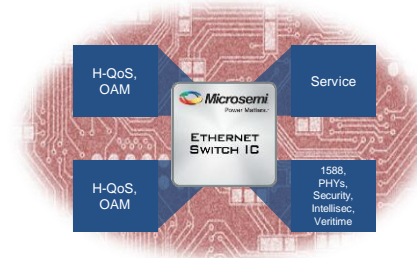 H-QoS,
OAM
Service
Microsemi
Power Matters.
ETHERNET
SWITCH IC
H-QoS,
OAM
1588,
PHYs,
Security,
Intellisec,
Veritime